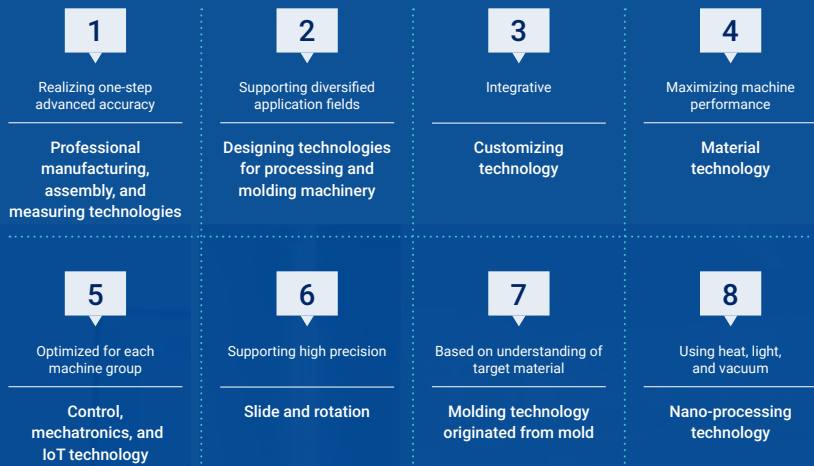 1
Realizing one-step
advanced accuracy
Professional
manufacturing,
assembly, and
measuring technologies
2
Supporting diversified
application fields
Designing technologies
for processing and
molding machinery
3
Integrative
Customizing
technology
4
Maximizing machine
performance
Material
technology
5
Optimized for each
machine group
Control,
mechatronics, and
IoT technology
6
Supporting high precision
Slide and rotation
7
Based on understanding of
target material
Molding technology
originated from mold
8
Using heat, light,
and vacuum
Nano-processing
technology